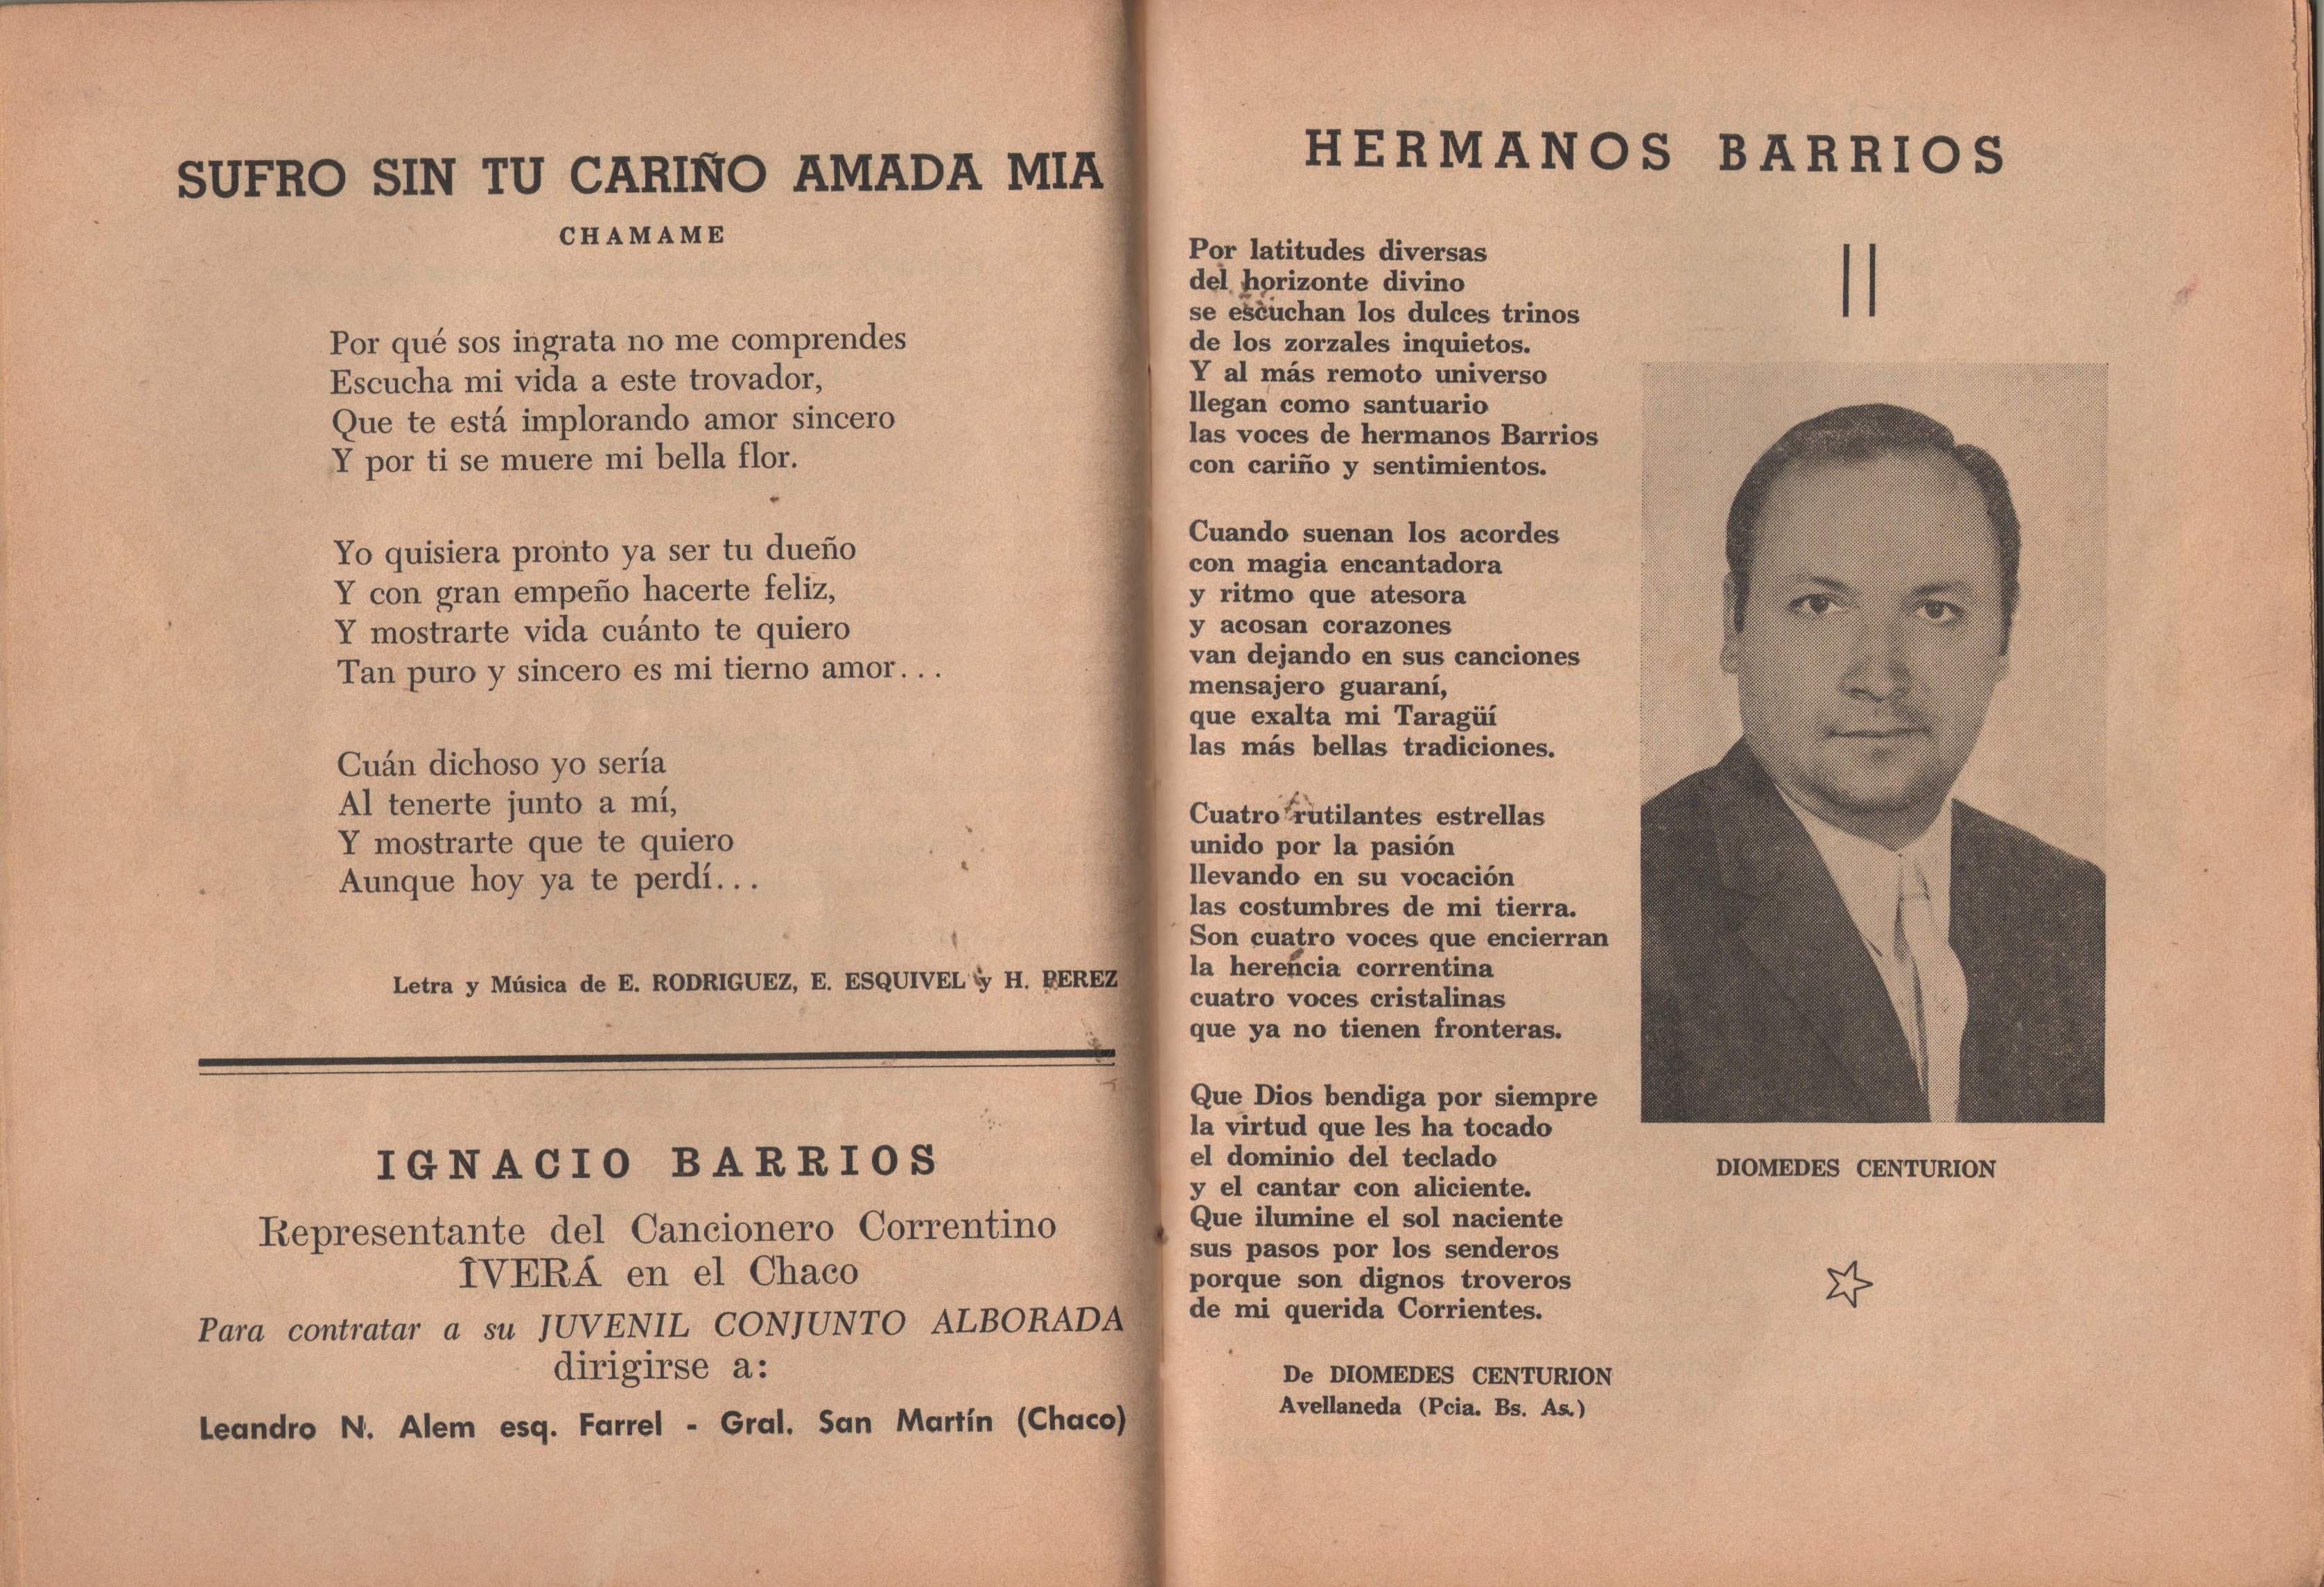 SUFRO SIN TU CARIÑO AMADA MIA
CHAMAME
Por qué sos ingrata no me comprendes
Escucha mi vida a este trovador,
Que te está implorando amor sincero
Y por ti se muere mi bella flor.
Yo quisiera pronto ya ser tu dueño
Y con gran empeño hacerte feliz,
Y mostrarte vida cuánto te quiero
Tan puro y sincero es mi tierno amor...
Cuán dichoso yo sería
Al tenerte junto a mí,
Y mostrarte que te quiero
Aunque hoy ya te perdí...
Letra y Música de E. RODRIGUEZ, E. ESQUIVEL y H. PEREZ
IGNACIO BARRIOS
Representante del Cancionero Correntino
ÎVERÁ en el Chaco
Para contratar a su JUVENIL CONJUNTO ALBORADA
dirigirse a:
Leandro N. Alem esq. Farrel - Gral. San Martín (Chaco)
HERMANOS BARRIOS
Por latitudes diversas
del horizonte divino
se escuchan los dulces trinos
de los zorzales inquietos.
Y al más remoto universo
llegan como santuario
las voces de hermanos Barrios
con cariño y sentimientos.
Cuando suenan los acordes
con magia encantadora
y ritmo que atesora
y acosan corazones
van dejando en sus canciones
mensajero guaraní,
que exalta mi Taragüí
las más bellas tradiciones.
Cuatro rutilantes estrellas
unido por la pasión
llevando en su vocación
las costumbres de mi tierra.
Son cuatro voces que encierran
la herencia correntina
cuatro voces cristalinas
que ya no tienen fronteras.
Que Dios bendiga por siempre
la virtud que les ha tocado
el dominio del teclado
y el cantar con aliciente.
Que ilumine el sol naciente
sus pasos por los senderos
porque son dignos troveros
de mi querida Corrientes.
De DIOMEDES CENTURION
Avellaneda (Pcia. Bs. As.)
DIOMEDES CENTURION